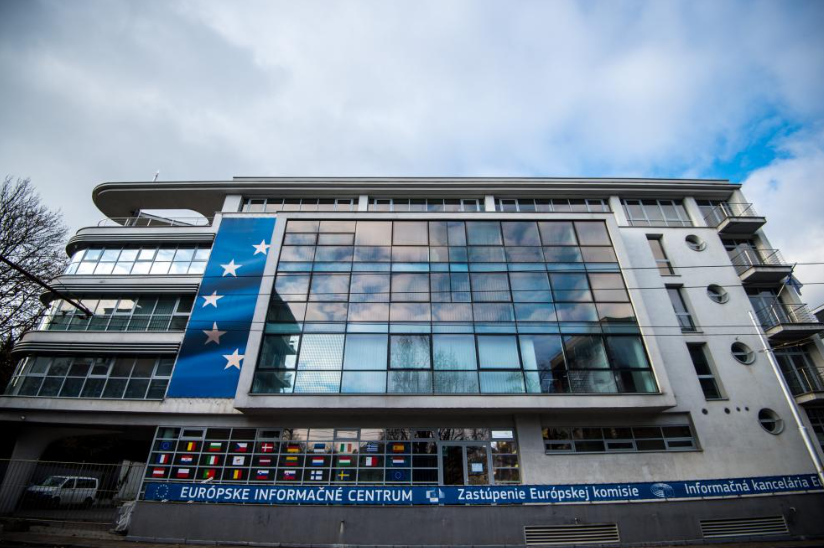 EURÓPSKE INFORMAČNÉ CENTRUM Zastúpenie Európskej komisie Informačná kancelária